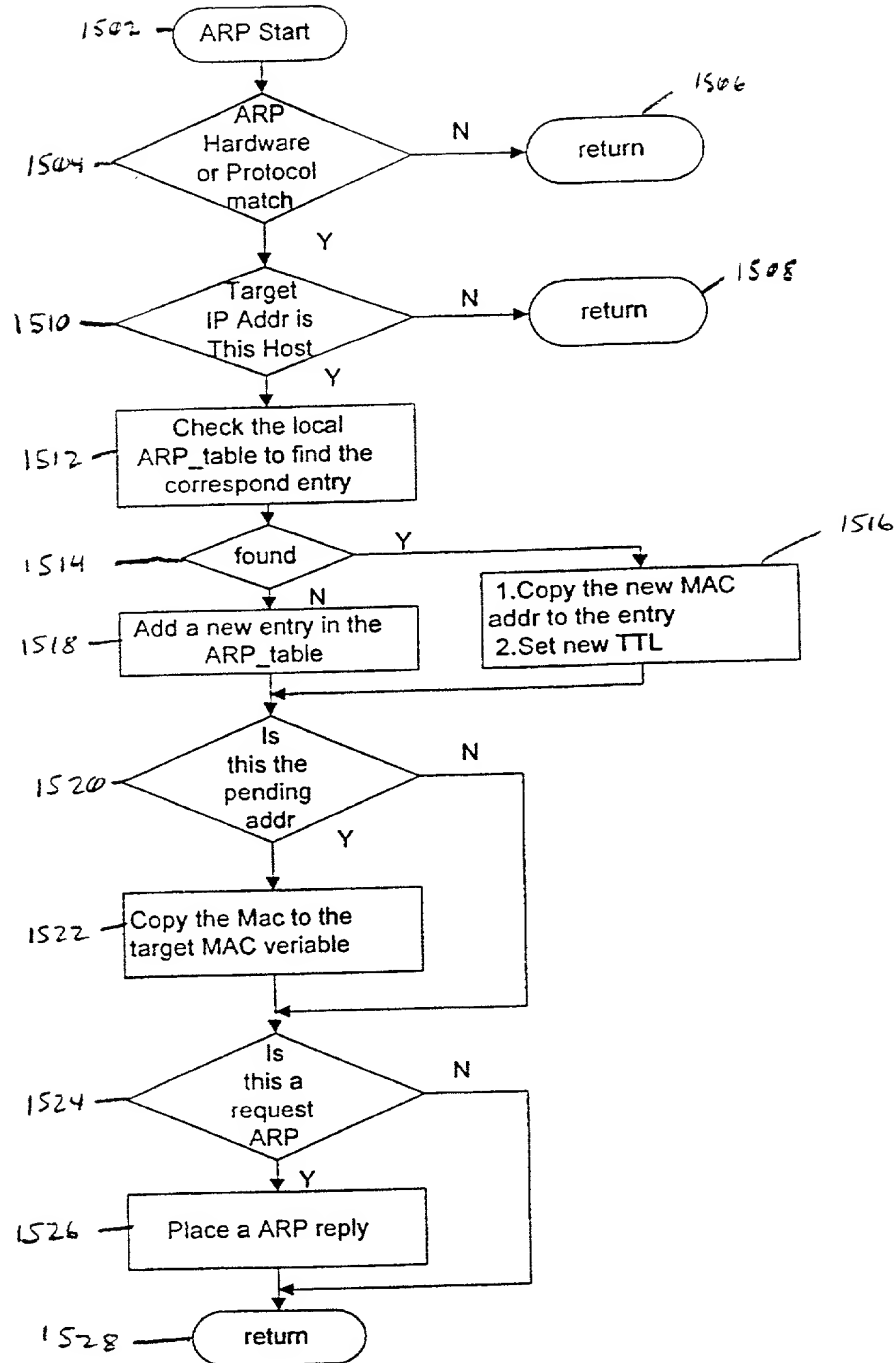 1502
ARP Start
1506
ARP
Hardware
or Protocol
match
N
return
1504
Y
1508
Target
IP Addr is
This Host
N
return
1510
Y
Check the local
ARP_table to find the
correspond entry
1512
1516
found
Y
1514
N
1.Copy the new MAC
addr to the entry
2.Set new TTL
Add a new entry in the
ARP_table
1518
Is
this the
pending
addr
N
1520
Y
Copy the Mac to the
target MAC veriable
1522
Is
this a
request
ARP
N
1524
Y
Place a ARP reply
1526
return
1528